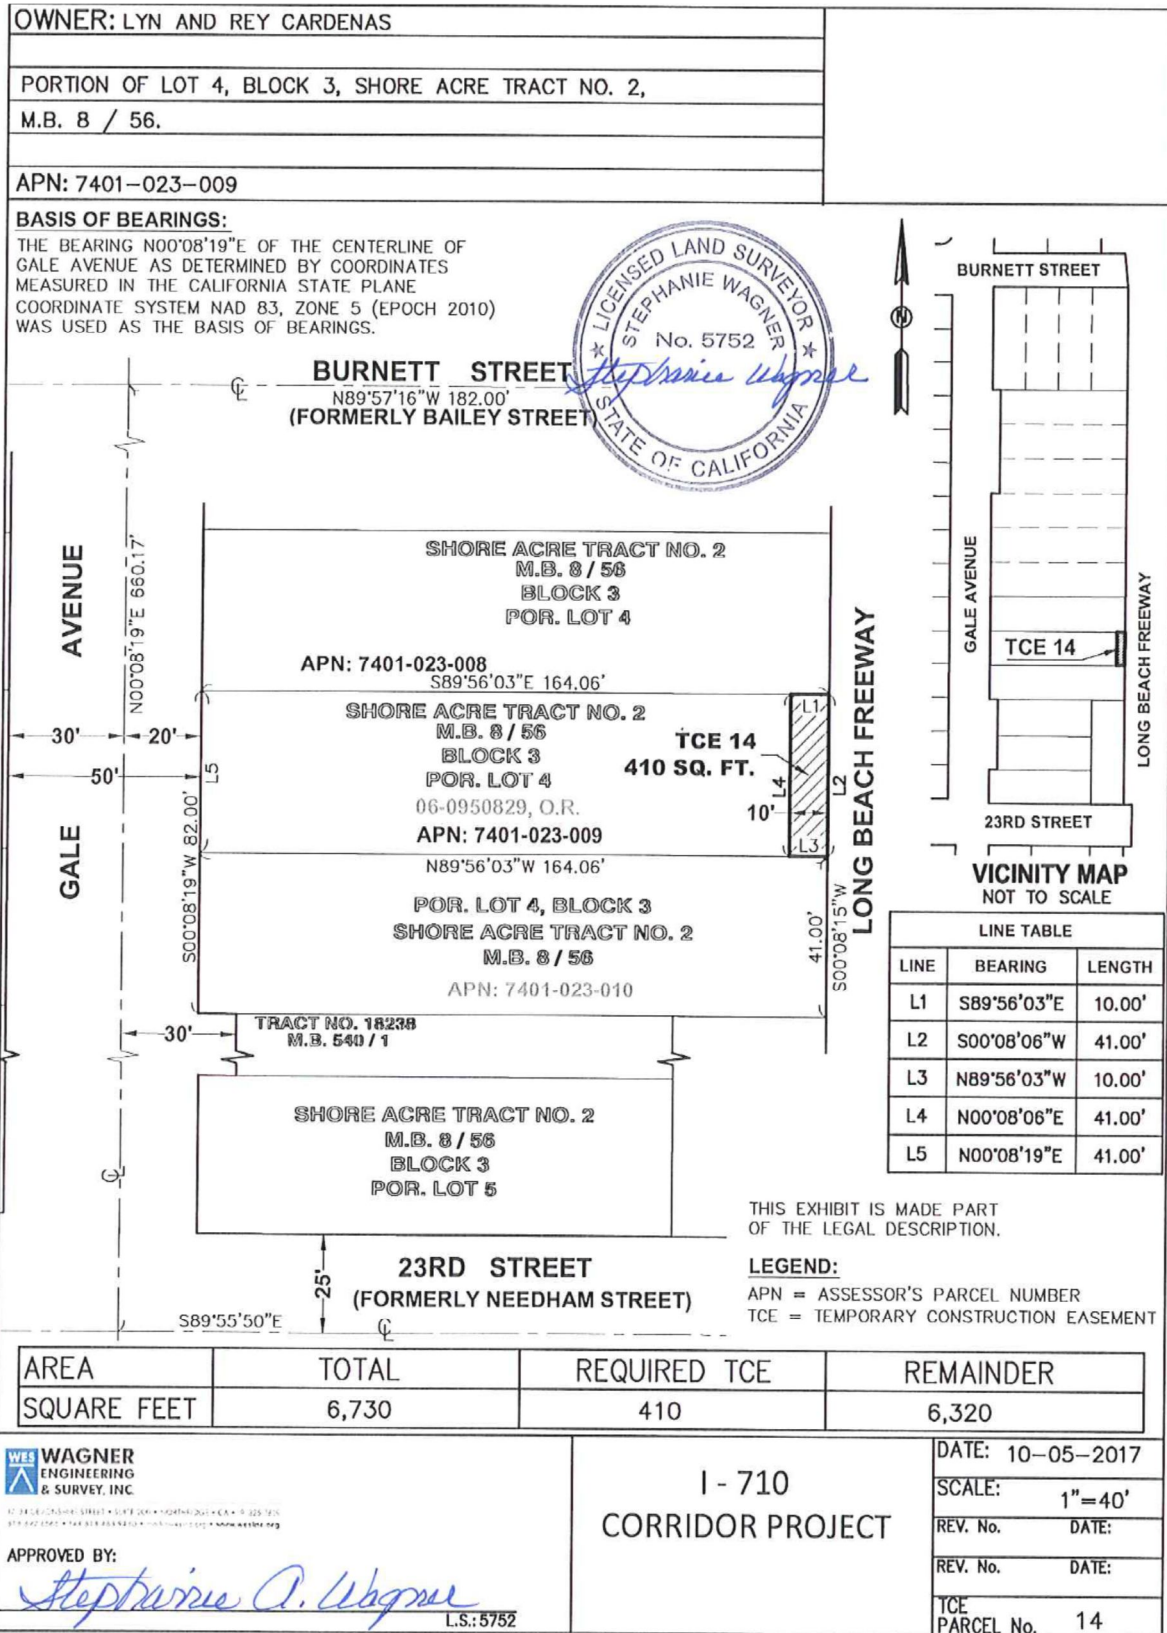 OWNER: LYN AND REY CARDENAS
PORTION OF LOT 4, BLOCK 3, SHORE ACRE TRACT NO. 2,
M.B. 8 / 56.
APN: 7401-023-009
BASIS OF BEARINGS:
THE BEARING N00°08'19"E OF THE CENTERLINE OF
GALE AVENUE AS DETERMINED BY COORDINATES
MEASURED IN THE CALIFORNIA STATE PLANE
COORDINATE SYSTEM NAD 83, ZONE 5 (EPOCH 2010)
WAS USED AS THE BASIS OF BEARINGS.
LICENSED LAND SURVEYOR
STEPHANIE WAGNER
No. 5752
Stephanie Wagner
STATE OF CALIFORNIA
N
BURNETT STREET
GALE AVENUE
TCE 14
LONG BEACH FREEWAY
23RD STREET
VICINITY MAP
NOT TO SCALE
BURNETT STREET
N89°57'16"W 182.00'
(FORMERLY BAILEY STREET)
GALE AVENUE
N00°08'19"E 660.17'
SHORE ACRE TRACT NO. 2
M.B. 8 / 56
BLOCK 3
POR. LOT 4
APN: 7401-023-008
S89°56'03"E 164.06'
SHORE ACRE TRACT NO. 2
M.B. 8 / 56
BLOCK 3
POR. LOT 4
06-0950829, O.R.
APN: 7401-023-009
N89°56'03"W 164.06'
30'
20'
50'
L5
S00°08'19"W 82.00'
TCE 14
410 SQ. FT.
L1
L4
L2
10'
L3
LONG BEACH FREEWAY
41.00'
S00°08'15"W
POR. LOT 4, BLOCK 3
SHORE ACRE TRACT NO. 2
M.B. 8 / 56
APN: 7401-023-010
30'
TRACT NO. 18238
M.B. 540 / 1
SHORE ACRE TRACT NO. 2
M.B. 8 / 56
BLOCK 3
POR. LOT 5
25'
23RD STREET
(FORMERLY NEEDHAM STREET)
S89°55'50"E
LINE TABLE
LINE BEARING LENGTH
L1 S89°56'03"E 10.00'
L2 S00°08'06"W 41.00'
L3 N89°56'03"W 10.00'
L4 N00°08'06"E 41.00'
L5 N00°08'19"E 41.00'
THIS EXHIBIT IS MADE PART
OF THE LEGAL DESCRIPTION.
LEGEND:
APN = ASSESSOR'S PARCEL NUMBER
TCE = TEMPORARY CONSTRUCTION EASEMENT
AREA TOTAL REQUIRED TCE REMAINDER
SQUARE FEET 6,730 410 6,320
WES WAGNER
ENGINEERING
& SURVEY, INC.
APPROVED BY:
Stephanie A. Wagner
L.S.: 5752
I - 710
CORRIDOR PROJECT
DATE: 10-05-2017
SCALE: 1"=40'
REV. No. DATE:
REV. No. DATE:
TCE
PARCEL No. 14